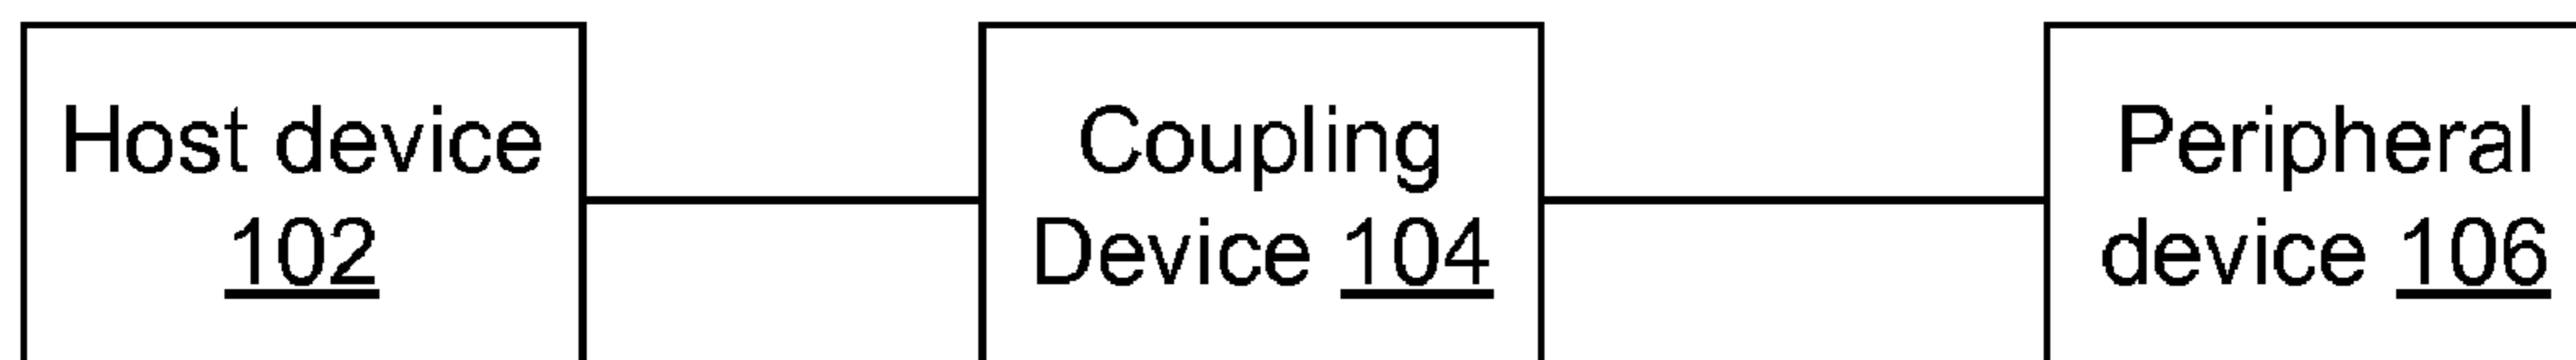 Host device
102
Coupling
Device 104
Peripheral
device 106